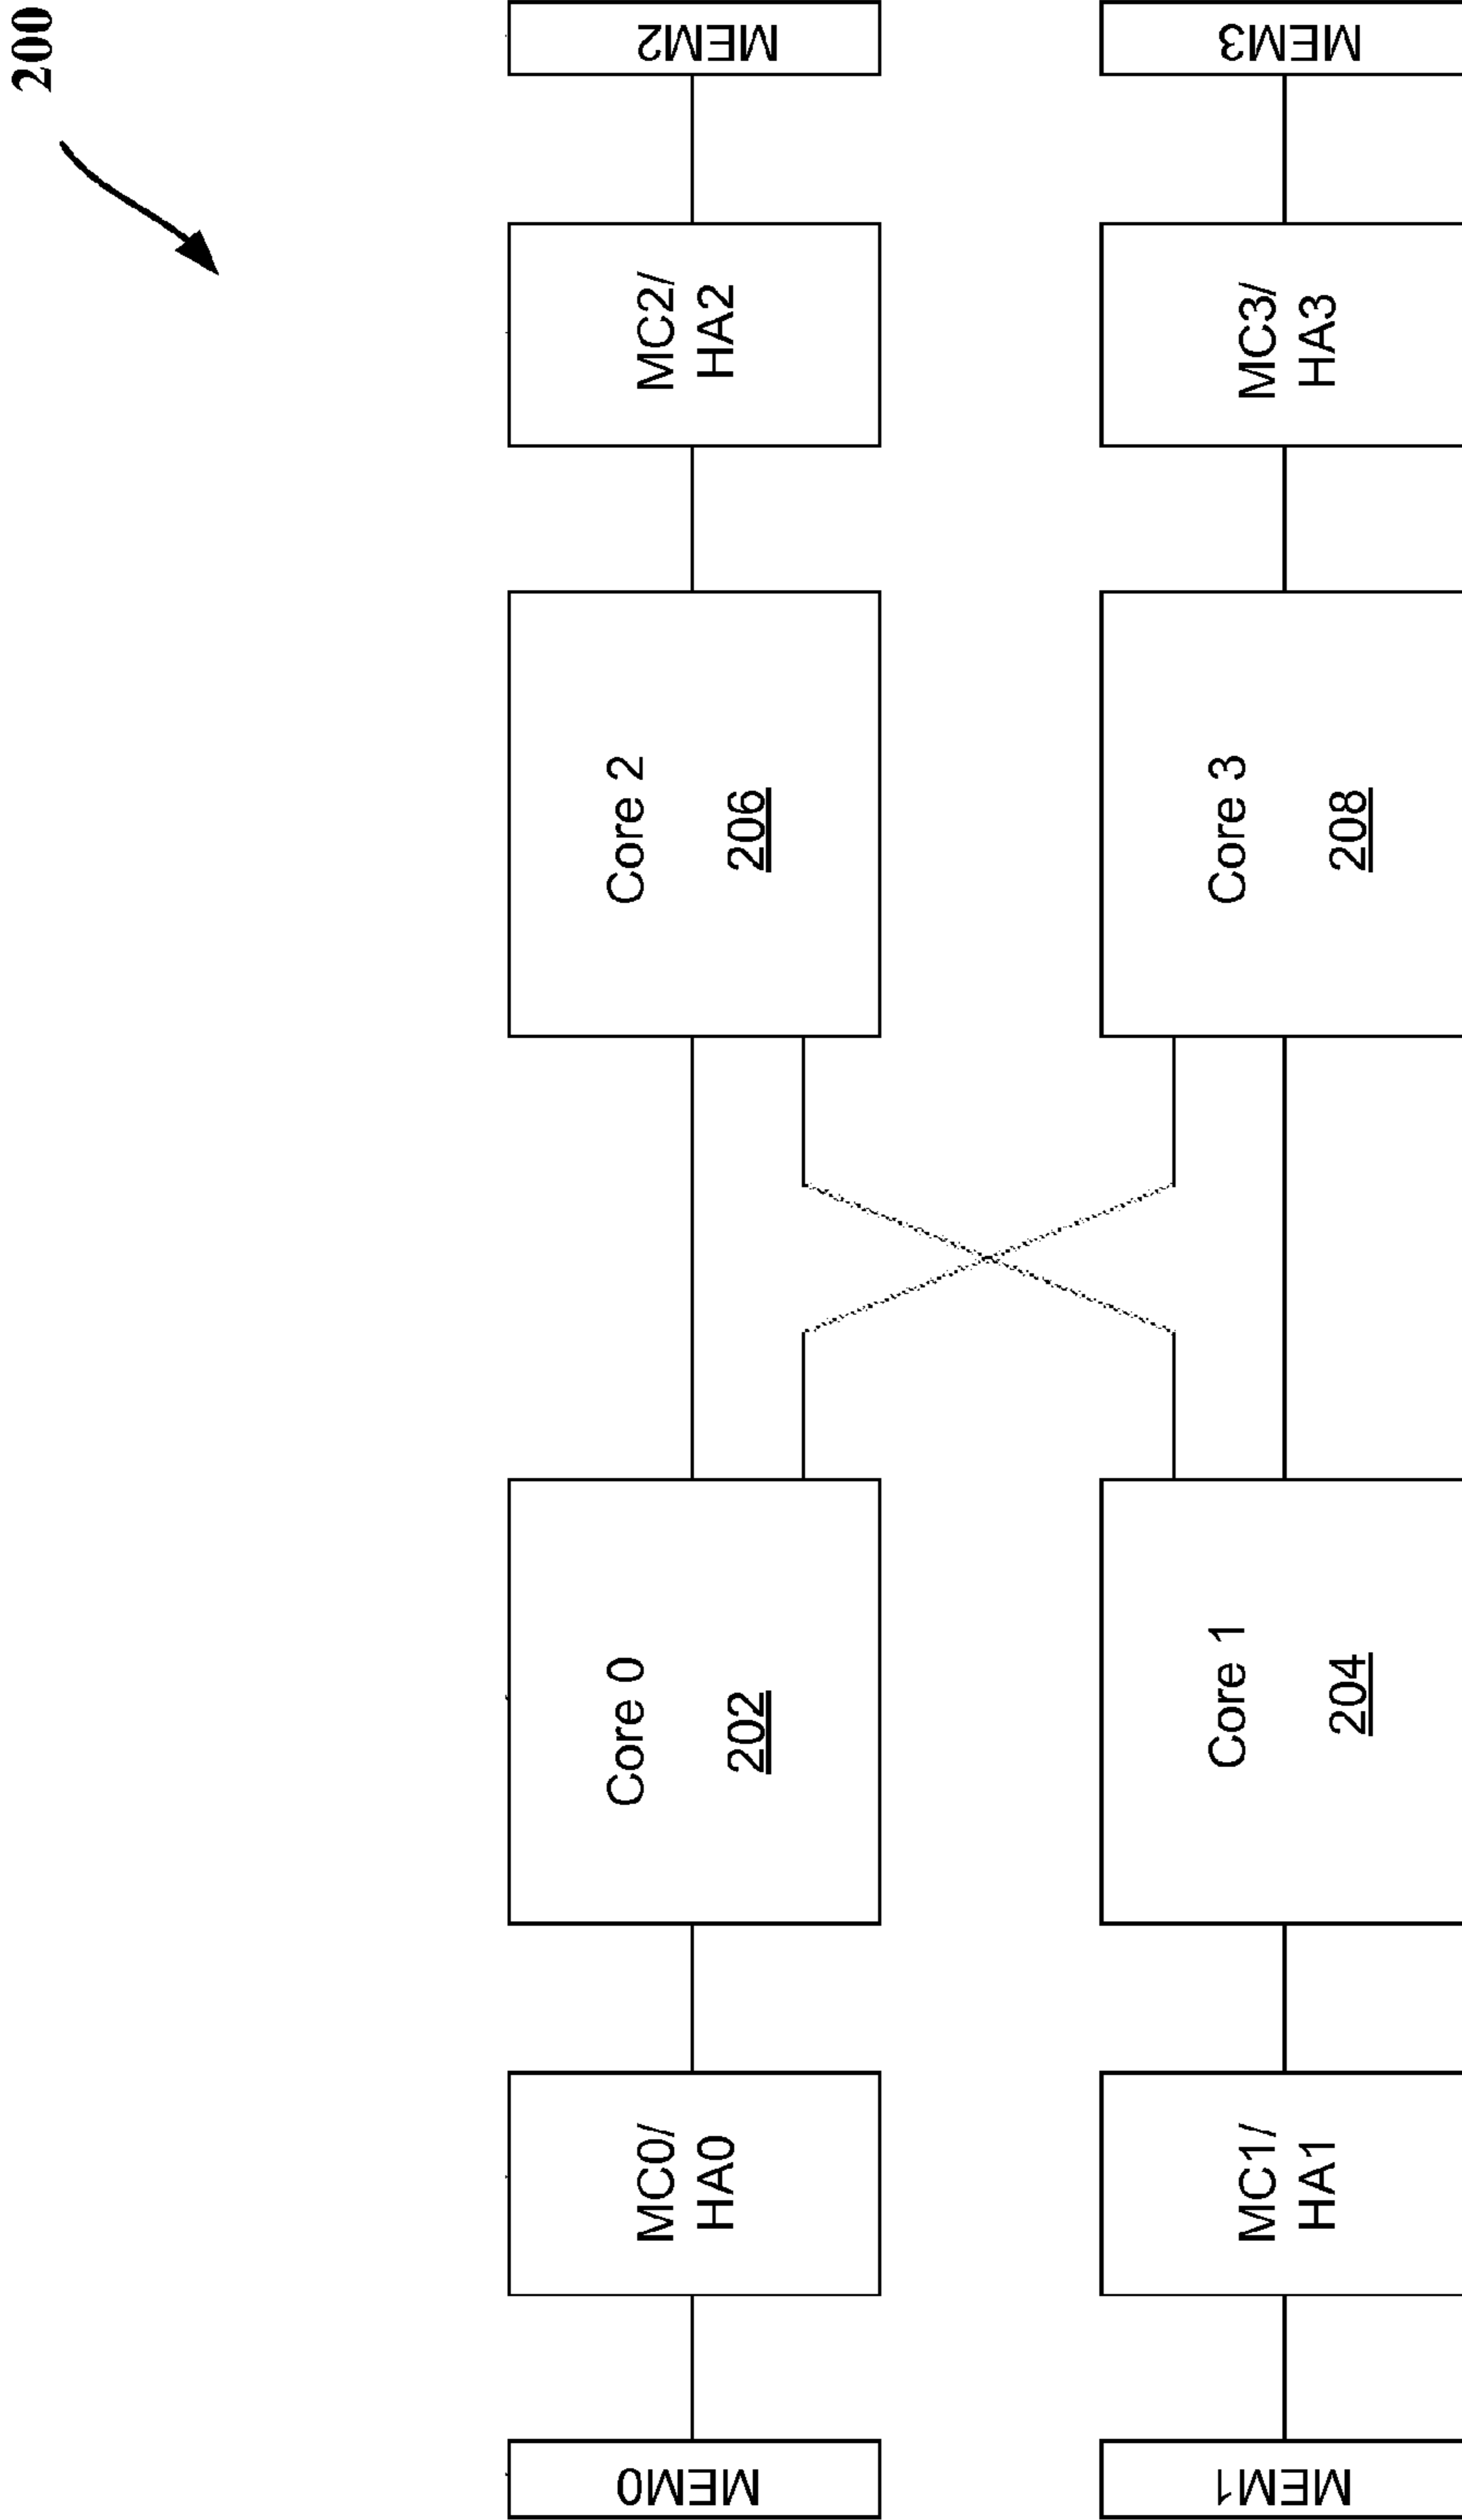 200
MEM0
MC0/
HA0
Core 0
202
Core 2
206
MC2/
HA2
MEM2
MEM1
MC1/
HA1
Core 1
204
Core 3
208
MC3/
HA3
MEM3